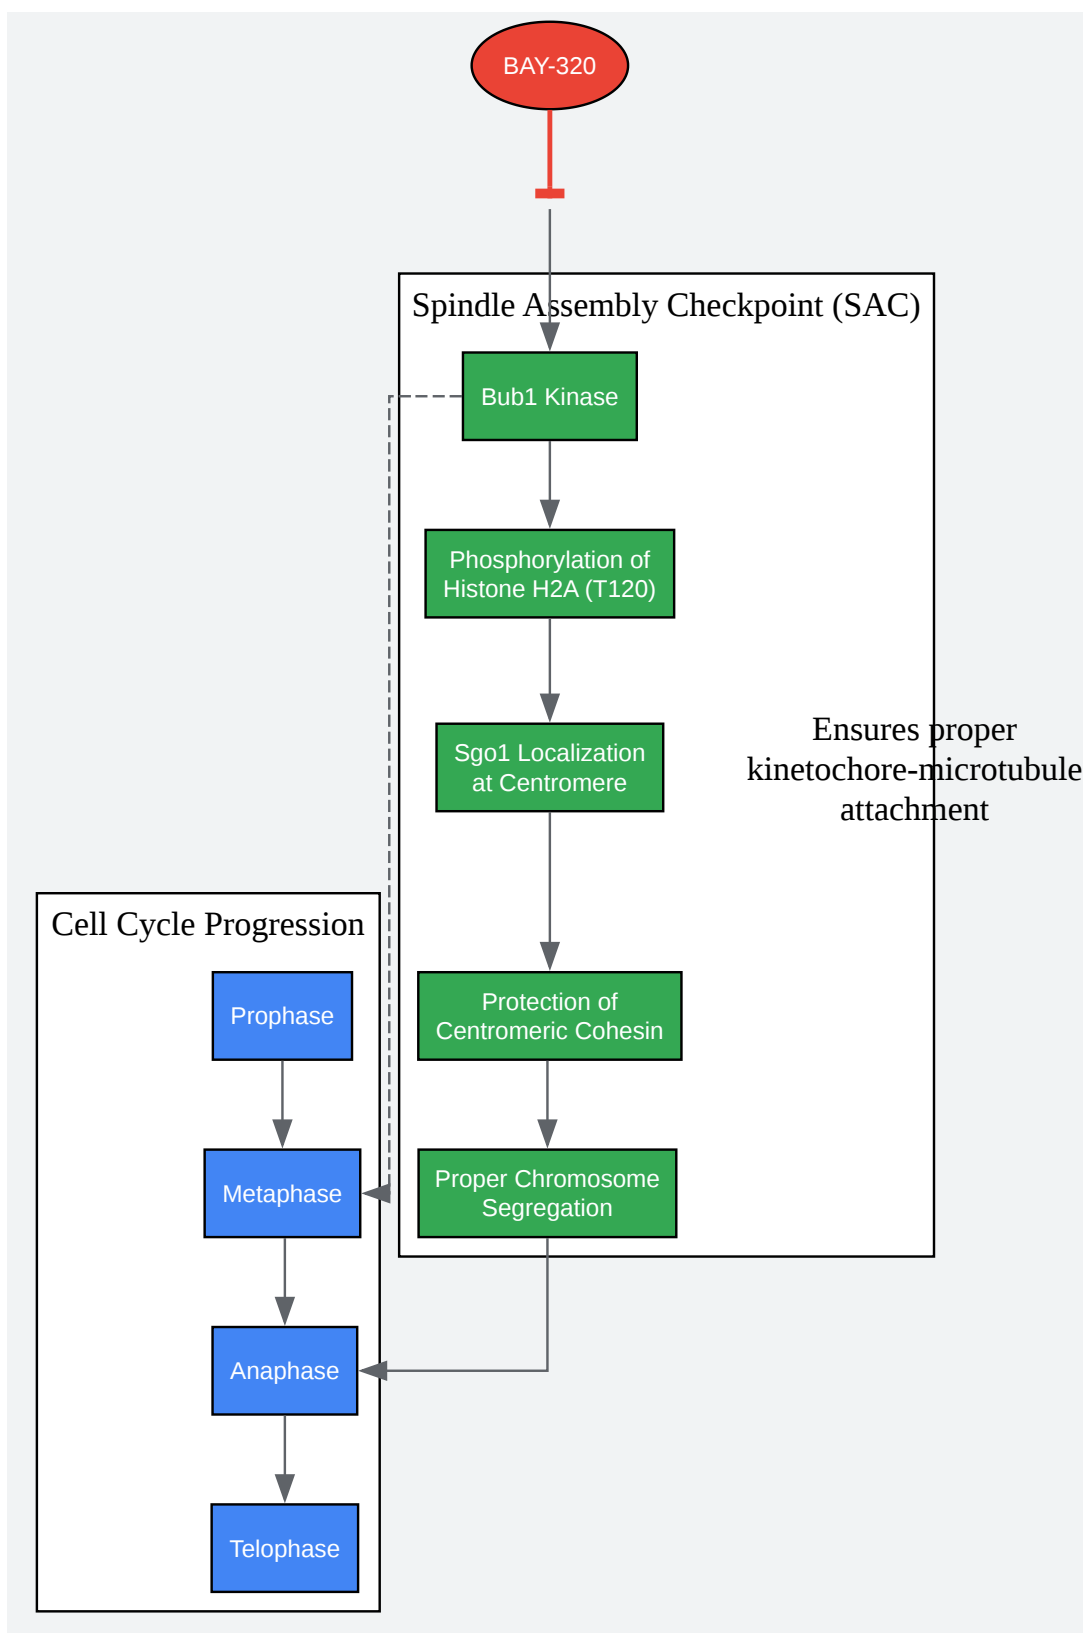 BAY-320
Spindle Assembly Checkpoint (SAC)
Bub1 Kinase
Phosphorylation of
Histone H2A (T120)
Sgo1 Localization
at Centromere
Ensures proper
kinetochore-microtubule
attachment
Protection of
Centromeric Cohesin
Proper Chromosome
Segregation
Cell Cycle Progression
Prophase
Metaphase
Anaphase
Telophase